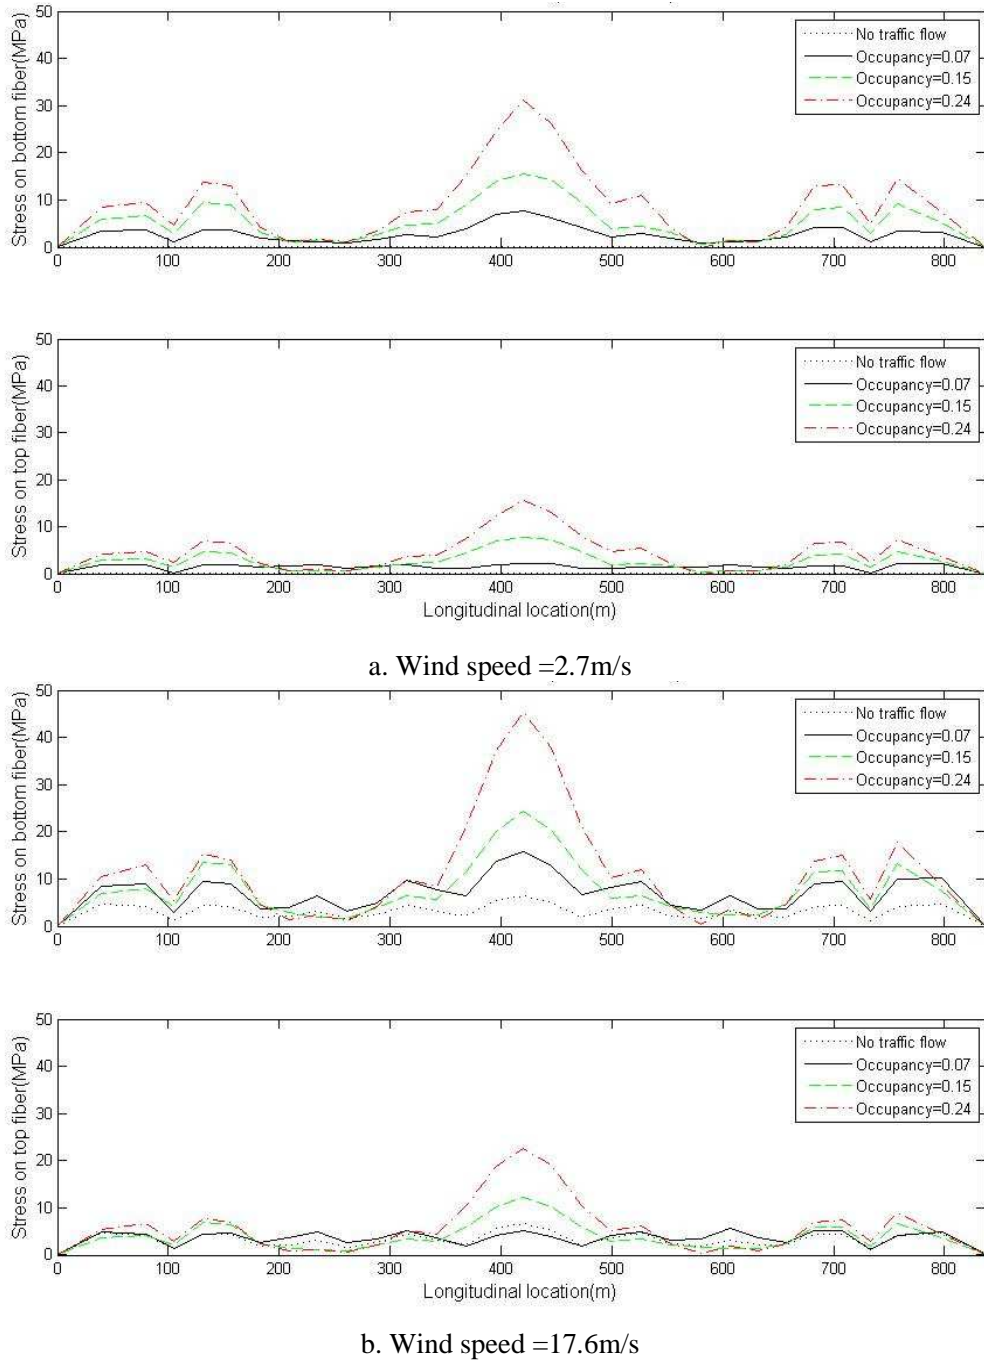 50
40
30
20
10
0
Stress on bottom fiber(MPa)
No traffic flow
Occupancy=0.07
Occupancy=0.15
Occupancy=0.24
0 100 200 300 400 500 600 700 800
50
40
30
20
10
0
Stress on top fiber(MPa)
No traffic flow
Occupancy=0.07
Occupancy=0.15
Occupancy=0.24
0 100 200 300 400 500 600 700 800
Longitudinal location(m)
a. Wind speed =2.7m/s
50
40
30
20
10
0
Stress on bottom fiber(MPa)
No traffic flow
Occupancy=0.07
Occupancy=0.15
Occupancy=0.24
0 100 200 300 400 500 600 700 800
50
40
30
20
10
0
Stress on top fiber(MPa)
No traffic flow
Occupancy=0.07
Occupancy=0.15
Occupancy=0.24
0 100 200 300 400 500 600 700 800
Longitudinal location(m)
b. Wind speed =17.6m/s